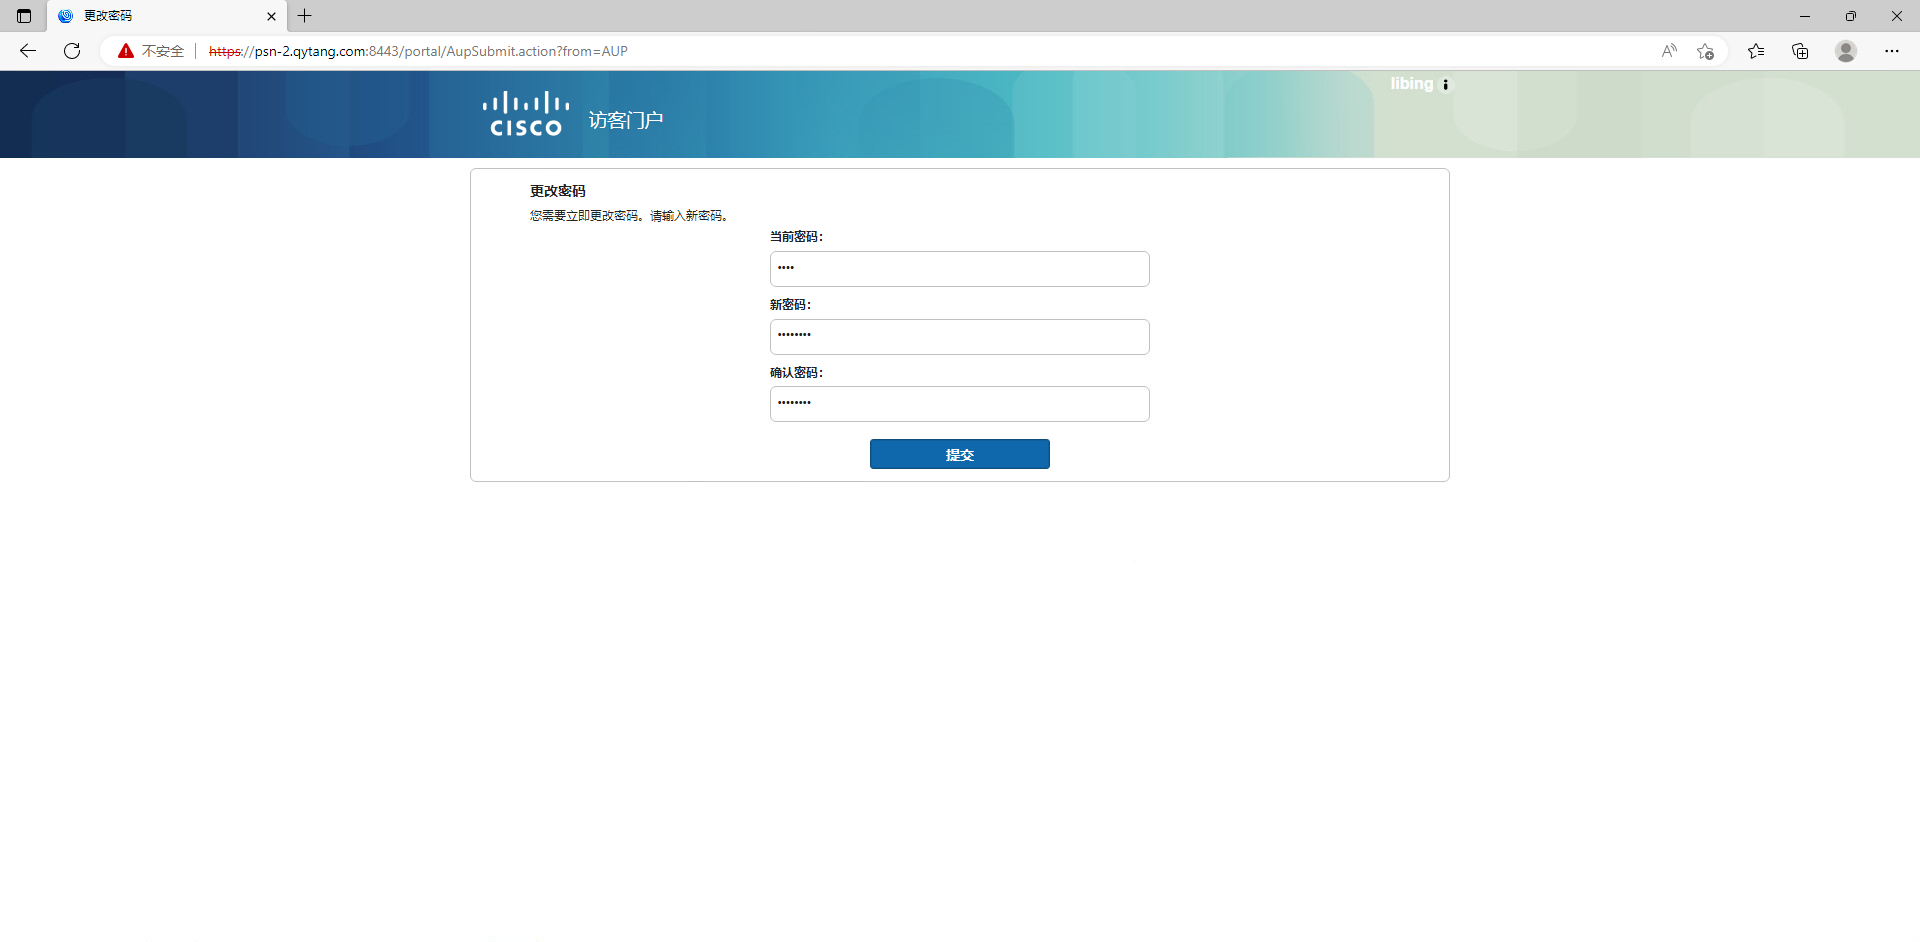 更改密码
不安全
https://psn-2.qytang.com:8443/portal/AupSubmit.action?from=AUP
libing
CISCO 访客门户
更改密码
您需要立即更改密码。请输入新密码。
当前密码：
••••
新密码：
••••••••
确认密码：
••••••••
提交